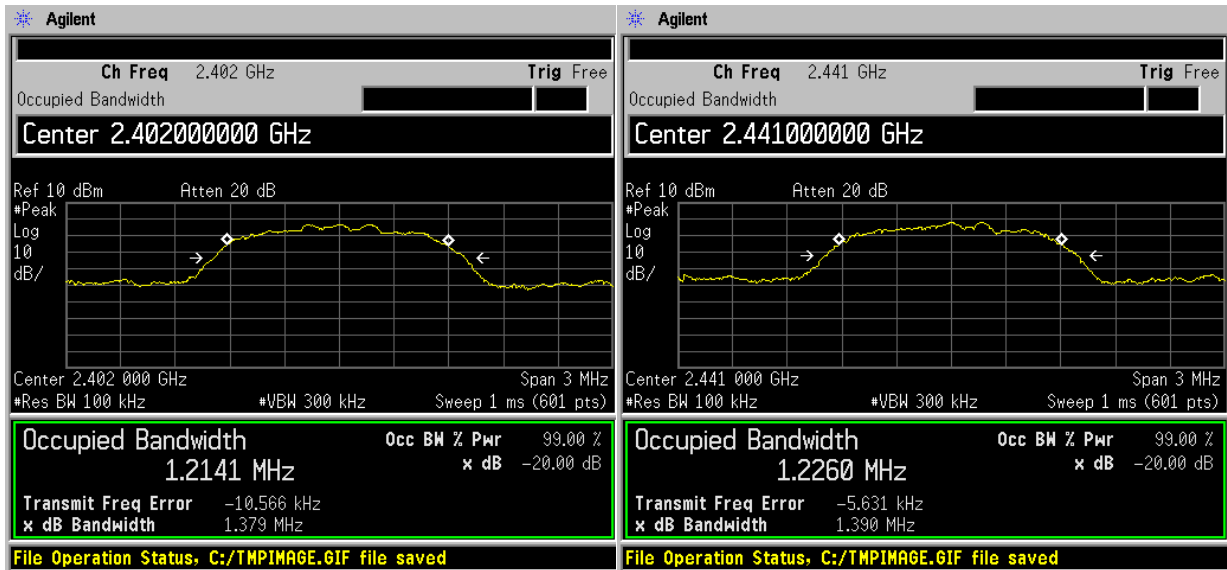 Agilent
Ch Freq 2.402 GHz Trig Free
Occupied Bandwidth
Center 2.402000000 GHz
Ref 10 dBm Atten 20 dB
#Peak
Log
10
dB/
Center 2.402 000 GHz Span 3 MHz
#Res BW 100 kHz #VBW 300 kHz Sweep 1 ms (601 pts)
Occupied Bandwidth Occ BW % Pwr 99.00 %
1.2141 MHz x dB -20.00 dB
Transmit Freq Error -10.566 kHz
x dB Bandwidth 1.379 MHz
File Operation Status, C:/TMPIMAGE.GIF file saved
Agilent
Ch Freq 2.441 GHz Trig Free
Occupied Bandwidth
Center 2.441000000 GHz
Ref 10 dBm Atten 20 dB
#Peak
Log
10
dB/
Center 2.441 000 GHz Span 3 MHz
#Res BW 100 kHz #VBW 300 kHz Sweep 1 ms (601 pts)
Occupied Bandwidth Occ BW % Pwr 99.00 %
1.2260 MHz x dB -20.00 dB
Transmit Freq Error -5.631 kHz
x dB Bandwidth 1.390 MHz
File Operation Status, C:/TMPIMAGE.GIF file saved